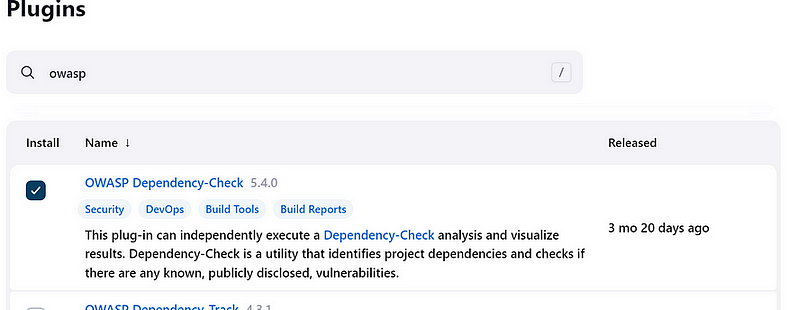 Plugins
owasp /
Install Name ↓ Released
OWASP Dependency-Check 5.4.0
Security DevOps Build Tools Build Reports
This plug-in can independently execute a Dependency-Check analysis and visualize
results. Dependency-Check is a utility that identifies project dependencies and checks if
there are any known, publicly disclosed, vulnerabilities.
3 mo 20 days ago
OWASP Dependency-Track 4.3.1